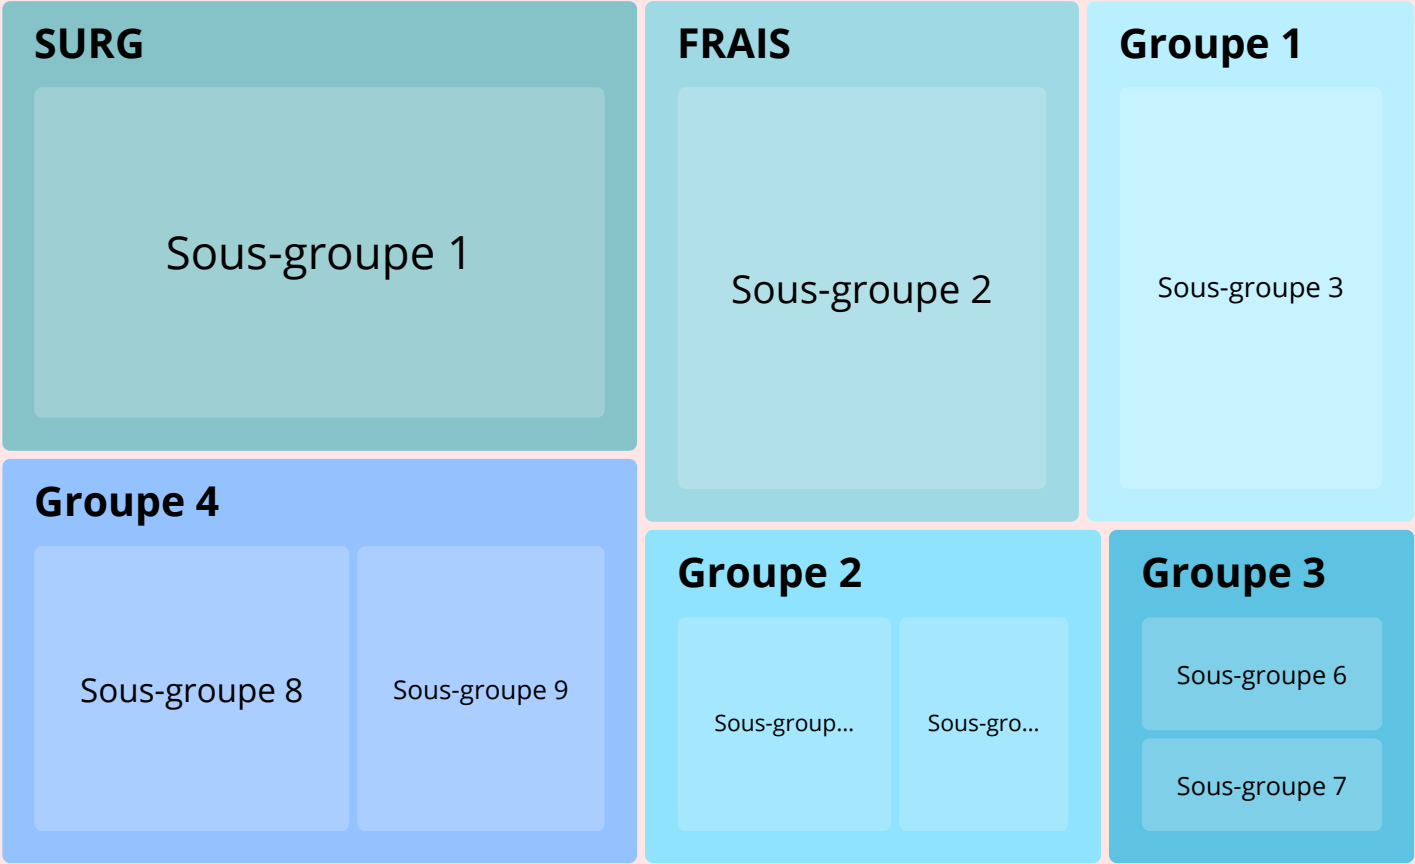 SURG
Sous-groupe 1
FRAIS
Sous-groupe 2
Groupe 1
Sous-groupe 3
Groupe 4
Sous-groupe 8
Sous-groupe 9
Groupe 2
Sous-group...
Sous-gro...
Groupe 3
Sous-groupe 6
Sous-groupe 7